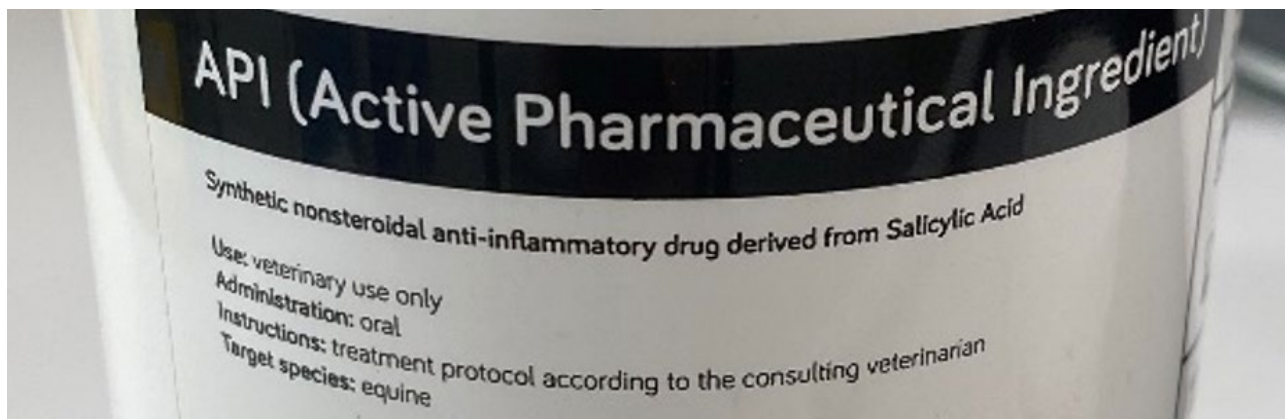 API (Active Pharmaceutical Ingredient)
Synthetic nonsteroidal anti-inflammatory drug derived from Salicylic Acid
Use: veterinary use only
Administration: oral
Instructions: treatment protocol according to the consulting veterinarian
Target species: equine